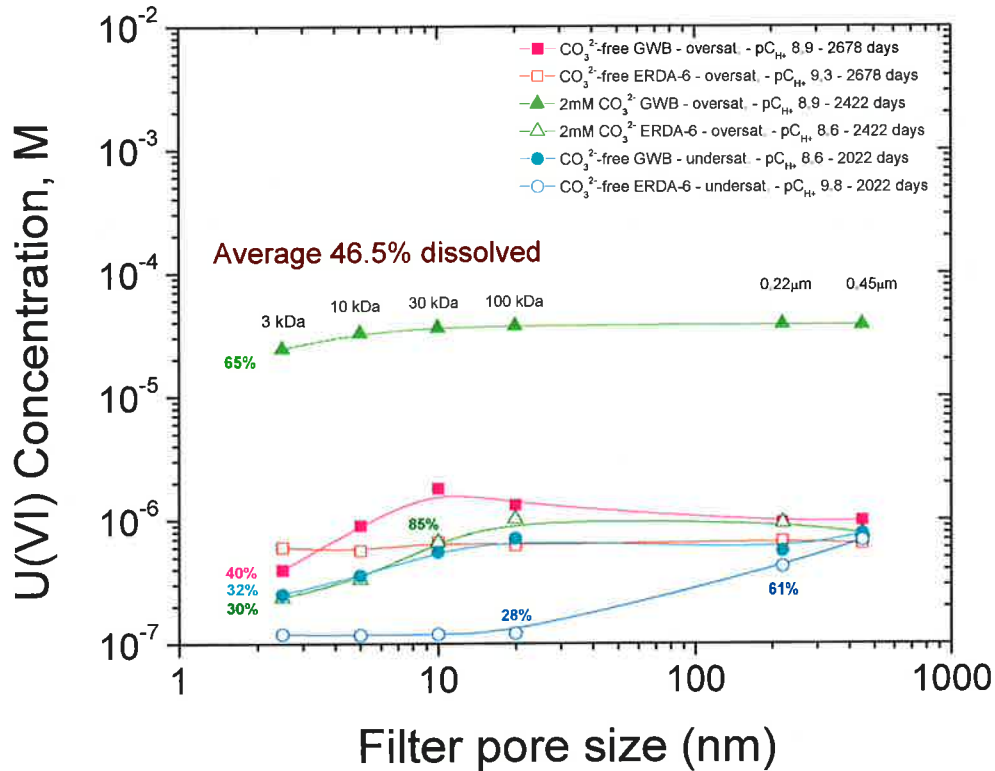 10⁻²
CO₃²⁻-free GWB - oversat. - pC_H+ 8.9 - 2678 days
CO₃²⁻-free ERDA-6 - oversat. - pC_H+ 9.3 - 2678 days
2mM CO₃²⁻ GWB - oversat. - pC_H+ 8.9 - 2422 days
2mM CO₃²⁻ ERDA-6 - oversat. - pC_H+ 8.6 - 2422 days
CO₃²⁻-free GWB - undersat. - pC_H+ 8.6 - 2022 days
CO₃²⁻-free ERDA-6 - undersat. - pC_H+ 9.8 - 2022 days
10⁻³
Average 46.5% dissolved
10⁻⁴
3 kDa 10 kDa 30 kDa 100 kDa 0.22µm 0.45µm
65%
10⁻⁵
10⁻⁶
85%
40%
32%
30%
28%
61%
10⁻⁷
U(VI) Concentration, M
1 10 100 1000
Filter pore size (nm)